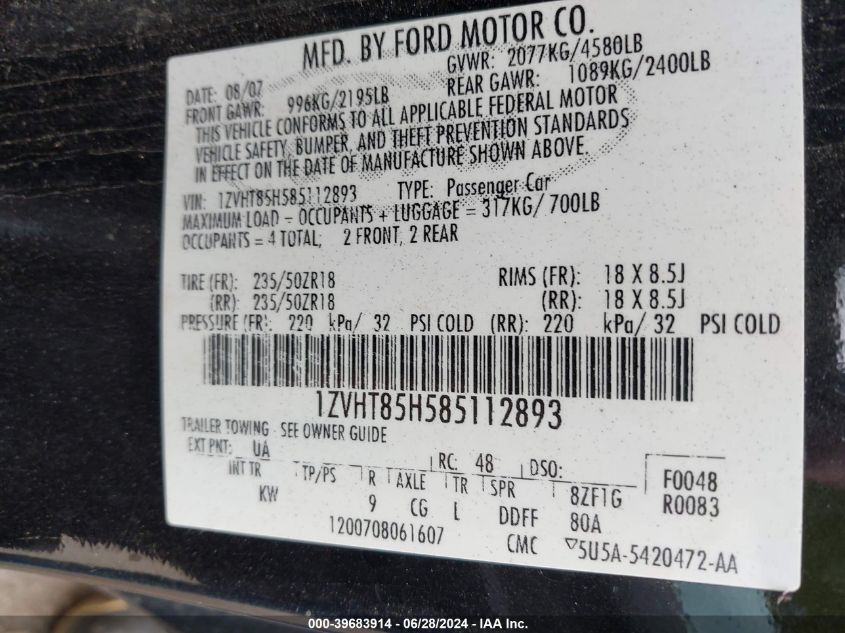 MFD. BY FORD MOTOR CO.
DATE: 08/07 GVWR: 2077KG/4580LB
FRONT GAWR: 996KG/2195LB REAR GAWR: 1089KG/2400LB
THIS VEHICLE CONFORMS TO ALL APPLICABLE FEDERAL MOTOR
VEHICLE SAFETY, BUMPER, AND THEFT PREVENTION STANDARDS
IN EFFECT ON THE DATE OF MANUFACTURE SHOWN ABOVE.
VIN: 1ZVHT85H585112893 TYPE: Passenger Car
MAXIMUM LOAD = OCCUPANTS + LUGGAGE = 317KG/ 700LB
OCCUPANTS = 4 TOTAL; 2 FRONT, 2 REAR
TIRE (FR): 235/50ZR18 RIMS (FR): 18 X 8.5J
(RR): 235/50ZR18 (RR): 18 X 8.5J
PRESSURE (FR): 220 kPa/ 32 PSI COLD (RR): 220 kPa/ 32 PSI COLD
1ZVHT85H585112893
TRAILER TOWING - SEE OWNER GUIDE
EXT PNT: UA RC: 48 DSO: F0048
INT TR TP/PS R AXLE TR SPR 8ZF1G R0083
KW 9 CG L DDFF 80A
1200708061607 CMC ▽5U5A-5420472-AA
000-39683914 - 06/28/2024 - IAA Inc.